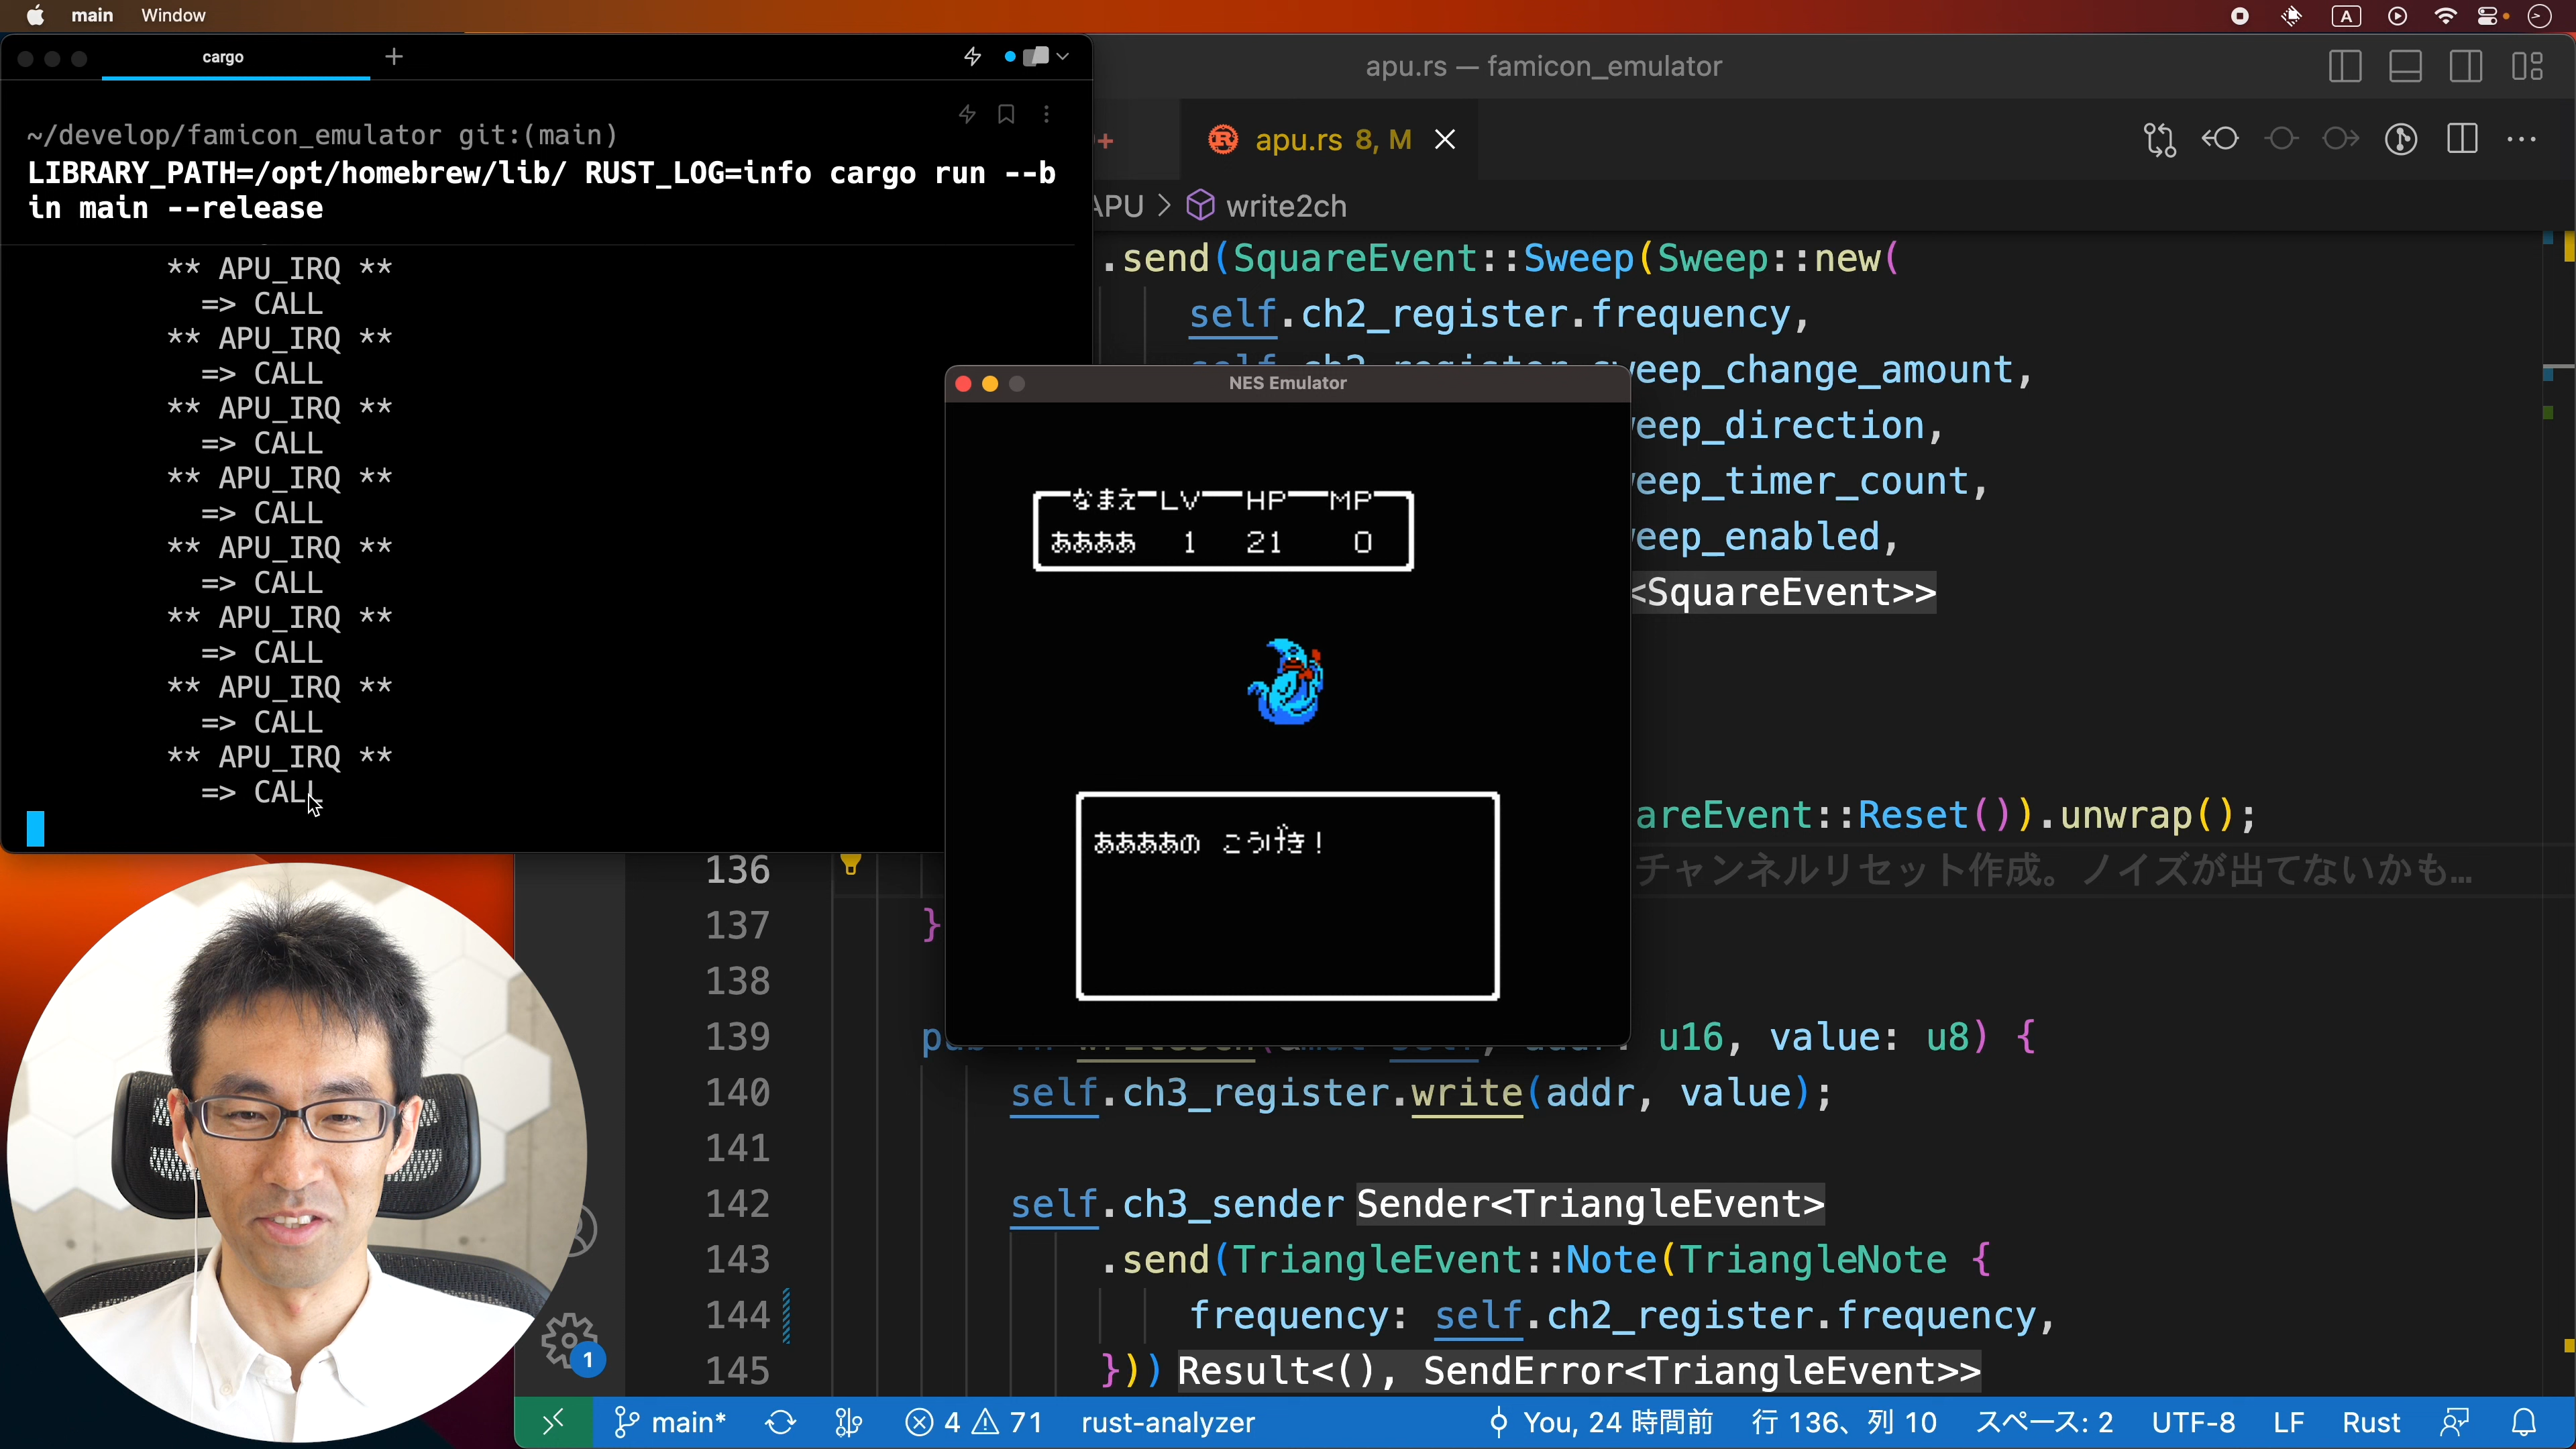 main Window
A
cargo
apu.rs — famicon_emulator
~/develop/famicon_emulator git:(main)
LIBRARY_PATH=/opt/homebrew/lib/ RUST_LOG=info cargo run --b
in main --release
apu.rs 8, M
APU > write2ch
** APU_IRQ **
=> CALL
** APU_IRQ **
=> CALL
** APU_IRQ **
=> CALL
** APU_IRQ **
=> CALL
** APU_IRQ **
=> CALL
** APU_IRQ **
=> CALL
** APU_IRQ **
=> CALL
** APU_IRQ **
=> CALL
.send(SquareEvent::Sweep(Sweep::new(
self.ch2_register.frequency,
self.ch2_register.sweep_change_amount,
eep_direction,
eep_timer_count,
eep_enabled,
<SquareEvent>>
areEvent::Reset()).unwrap();
NES Emulator
なまえ LV HP MP
ああああ 1 21 0
ああああの こうげき!
136 チャンネルリセット作成。ノイズが出てないかも…
137 }
138
139 u16, value: u8) {
140 self.ch3_register.write(addr, value);
141
142 self.ch3_sender Sender<TriangleEvent>
143 .send(TriangleEvent::Note(TriangleNote {
144 frequency: self.ch2_register.frequency,
145 })) Result<(), SendError<TriangleEvent>>
1
main* 4 71 rust-analyzer You, 24 時間前 行 136、列 10 スペース: 2 UTF-8 LF Rust